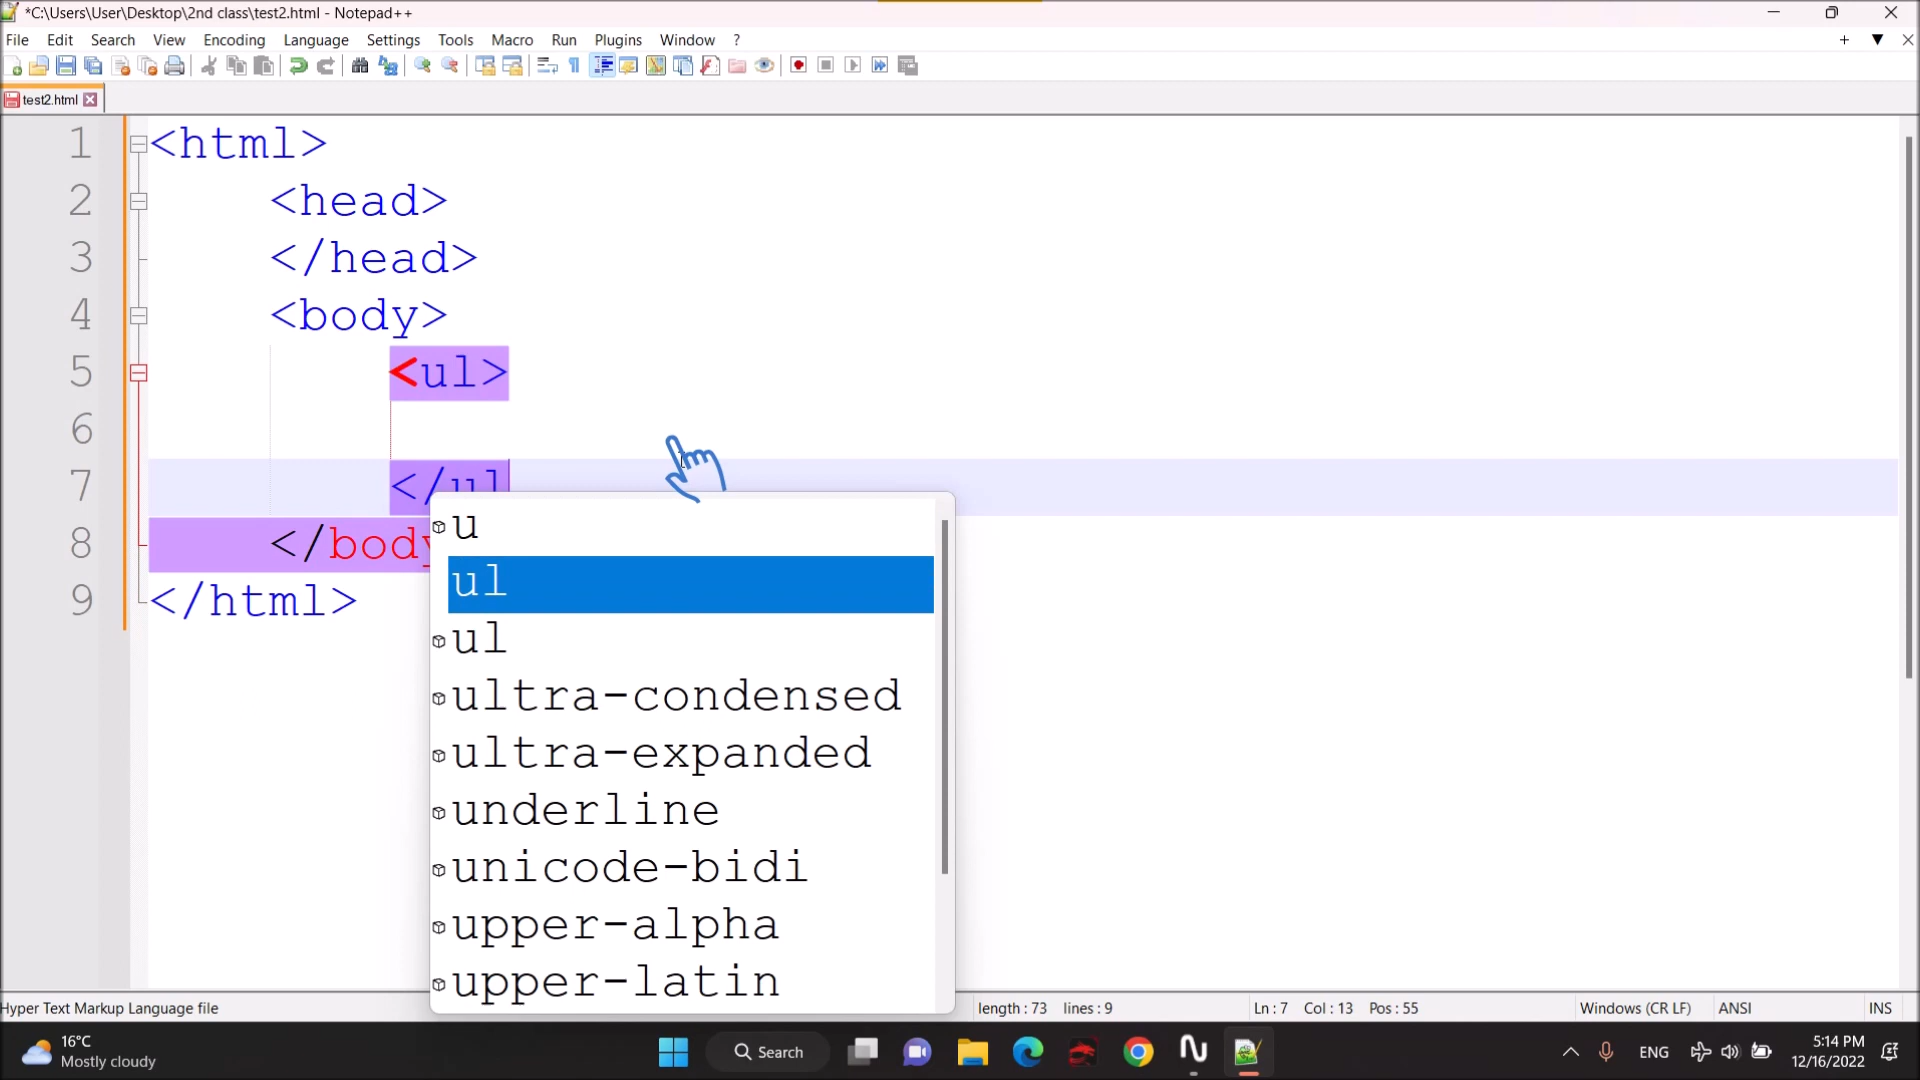 *C:\Users\User\Desktop\2nd class\test2.html - Notepad++
File Edit Search View Encoding Language Settings Tools Macro Run Plugins Window ?
test2.html
1 <html>
2 <head>
3 </head>
4 <body>
5 <ul>
6
7 </ul
8 </body
9 </html>
u
ul
ul
ultra-condensed
ultra-expanded
underline
unicode-bidi
upper-alpha
upper-latin
Hyper Text Markup Language file length : 73 lines : 9 Ln : 7 Col : 13 Pos : 55 Windows (CR LF) ANSI INS
16°C
Mostly cloudy
Search
ENG
5:14 PM
12/16/2022